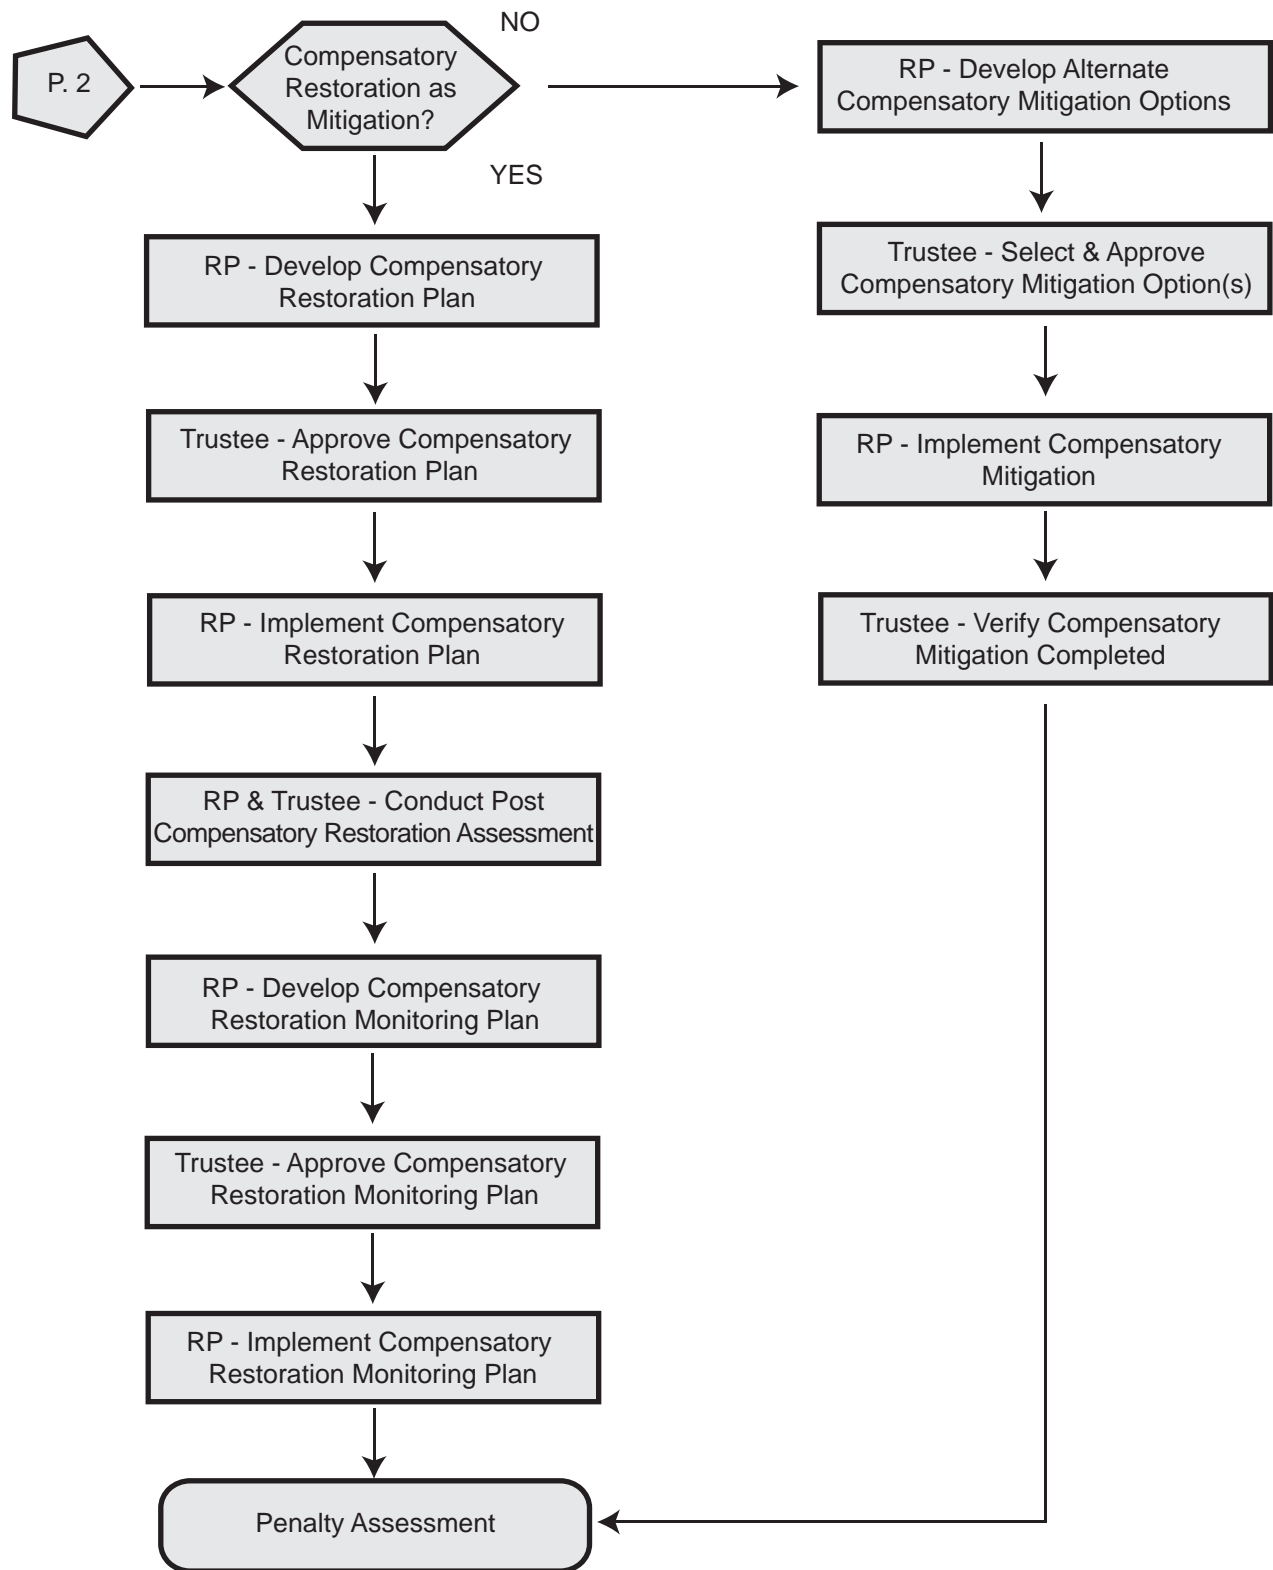 P. 2
Compensatory
Restoration as
Mitigation?
NO
YES
RP - Develop Alternate
Compensatory Mitigation Options
Trustee - Select & Approve
Compensatory Mitigation Option(s)
RP - Implement Compensatory
Mitigation
Trustee - Verify Compensatory
Mitigation Completed
RP - Develop Compensatory
Restoration Plan
Trustee - Approve Compensatory
Restoration Plan
RP - Implement Compensatory
Restoration Plan
RP & Trustee - Conduct Post
Compensatory Restoration Assessment
RP - Develop Compensatory
Restoration Monitoring Plan
Trustee - Approve Compensatory
Restoration Monitoring Plan
RP - Implement Compensatory
Restoration Monitoring Plan
Penalty Assessment